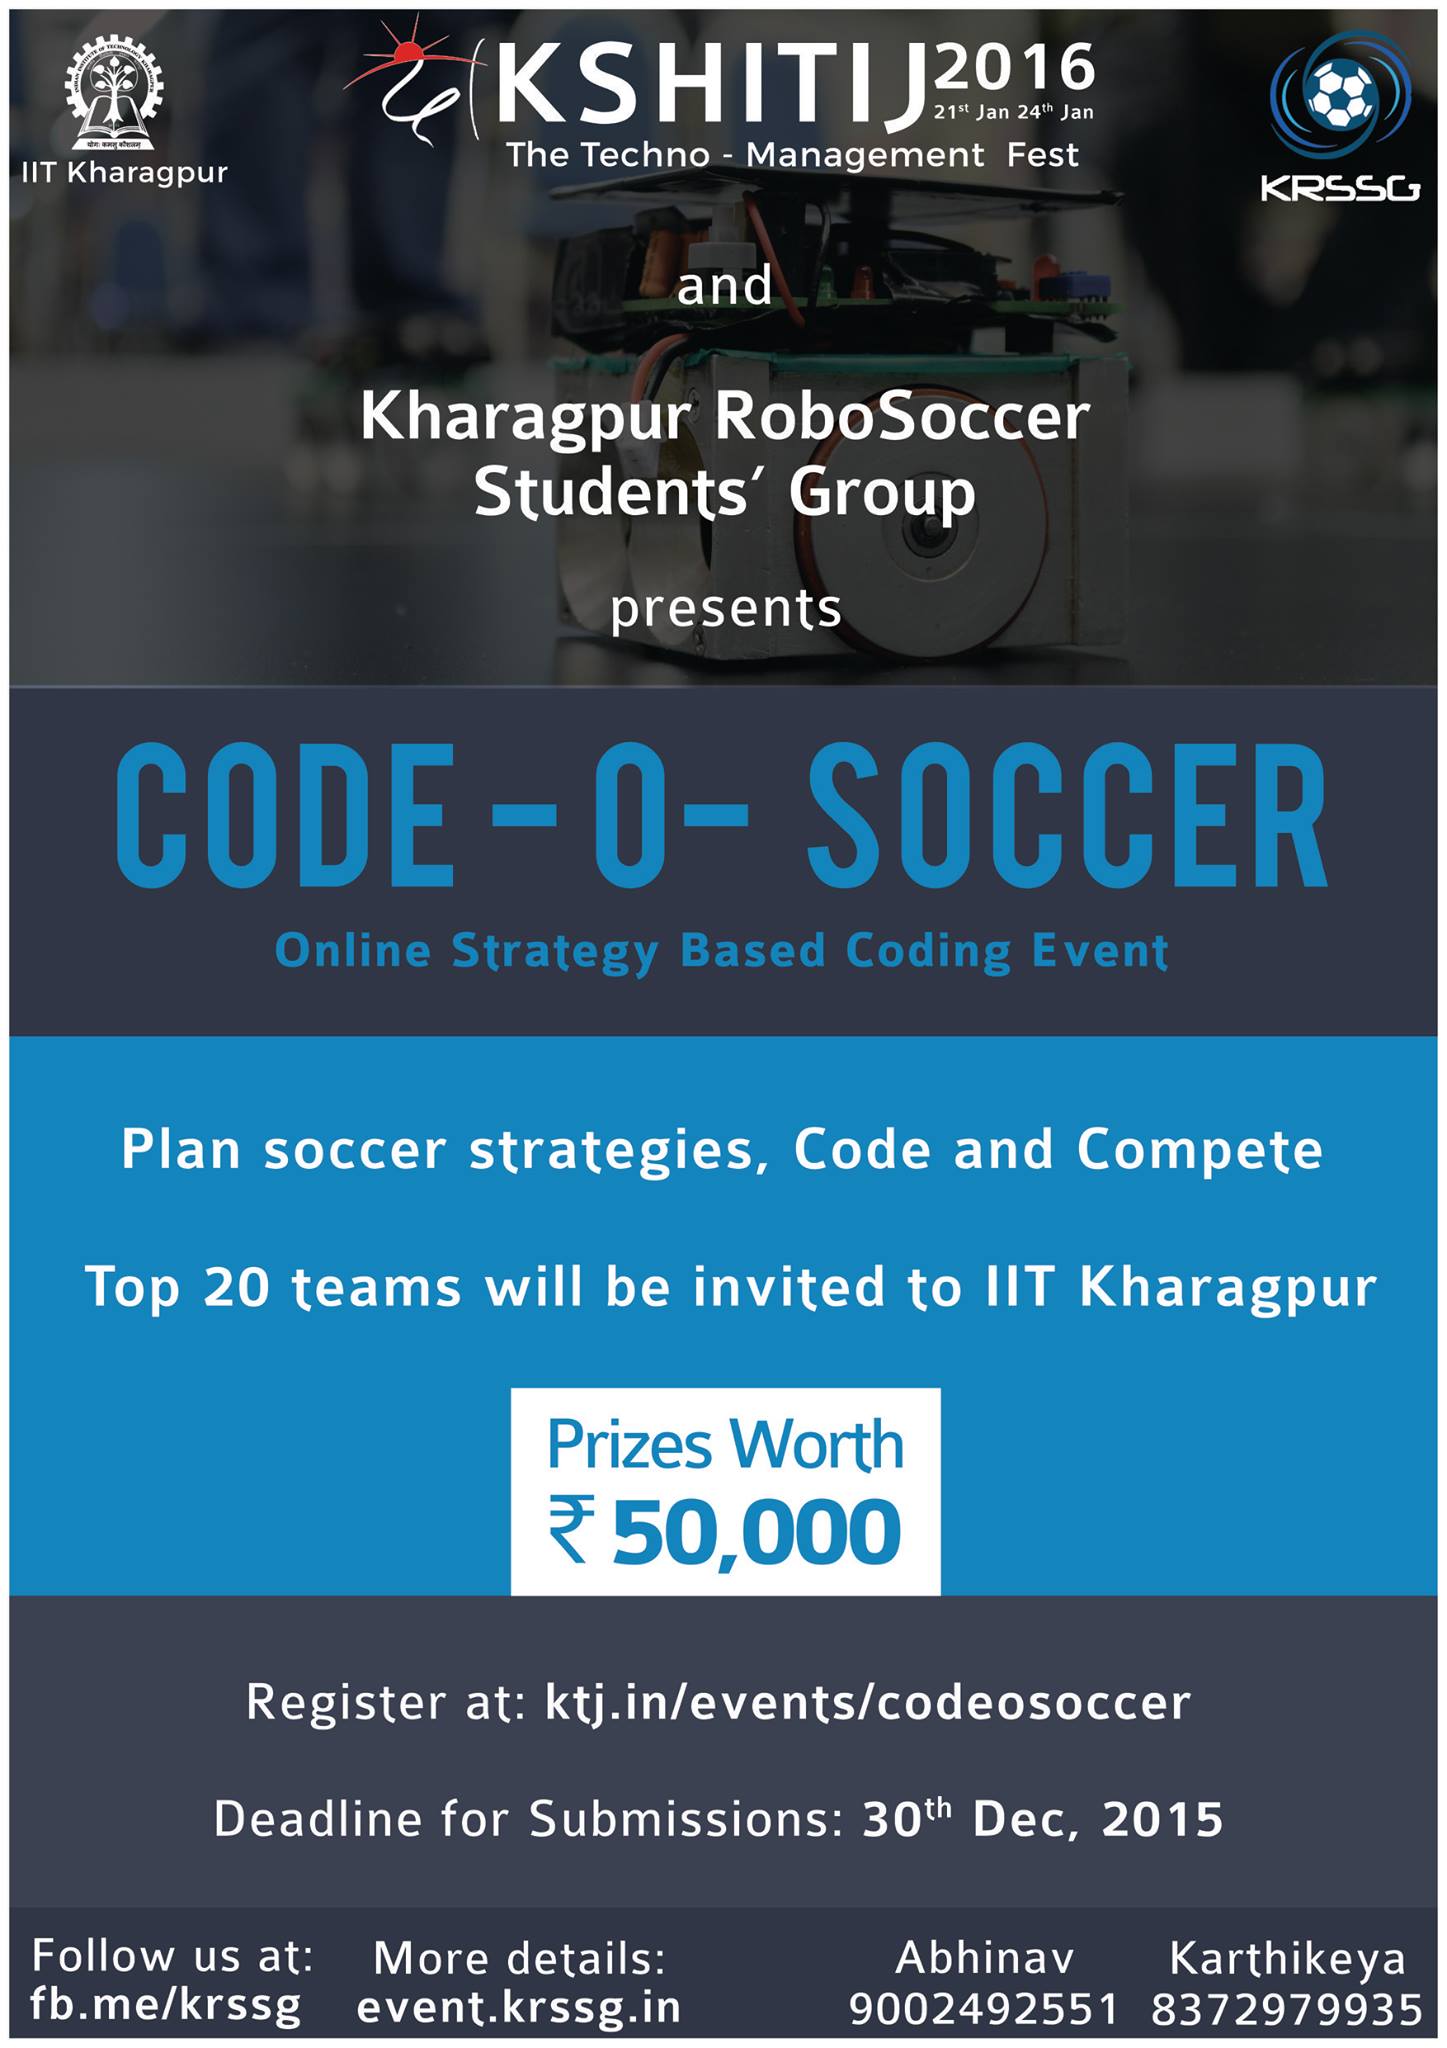 KSHITIJ 2016
21st Jan 24th Jan
The Techno - Management Fest
IIT Kharagpur
योगः कर्मसु कौशलम्
KRSSG
and
Kharagpur RoboSoccer
Students' Group
presents
CODE - O - SOCCER
Online Strategy Based Coding Event
Plan soccer strategies, Code and Compete
Top 20 teams will be invited to IIT Kharagpur
Prizes Worth
₹ 50,000
Register at: ktj.in/events/codeosoccer
Deadline for Submissions: 30th Dec, 2015
Follow us at:
fb.me/krssg
More details:
event.krssg.in
Abhinav
9002492551
Karthikeya
8372979935